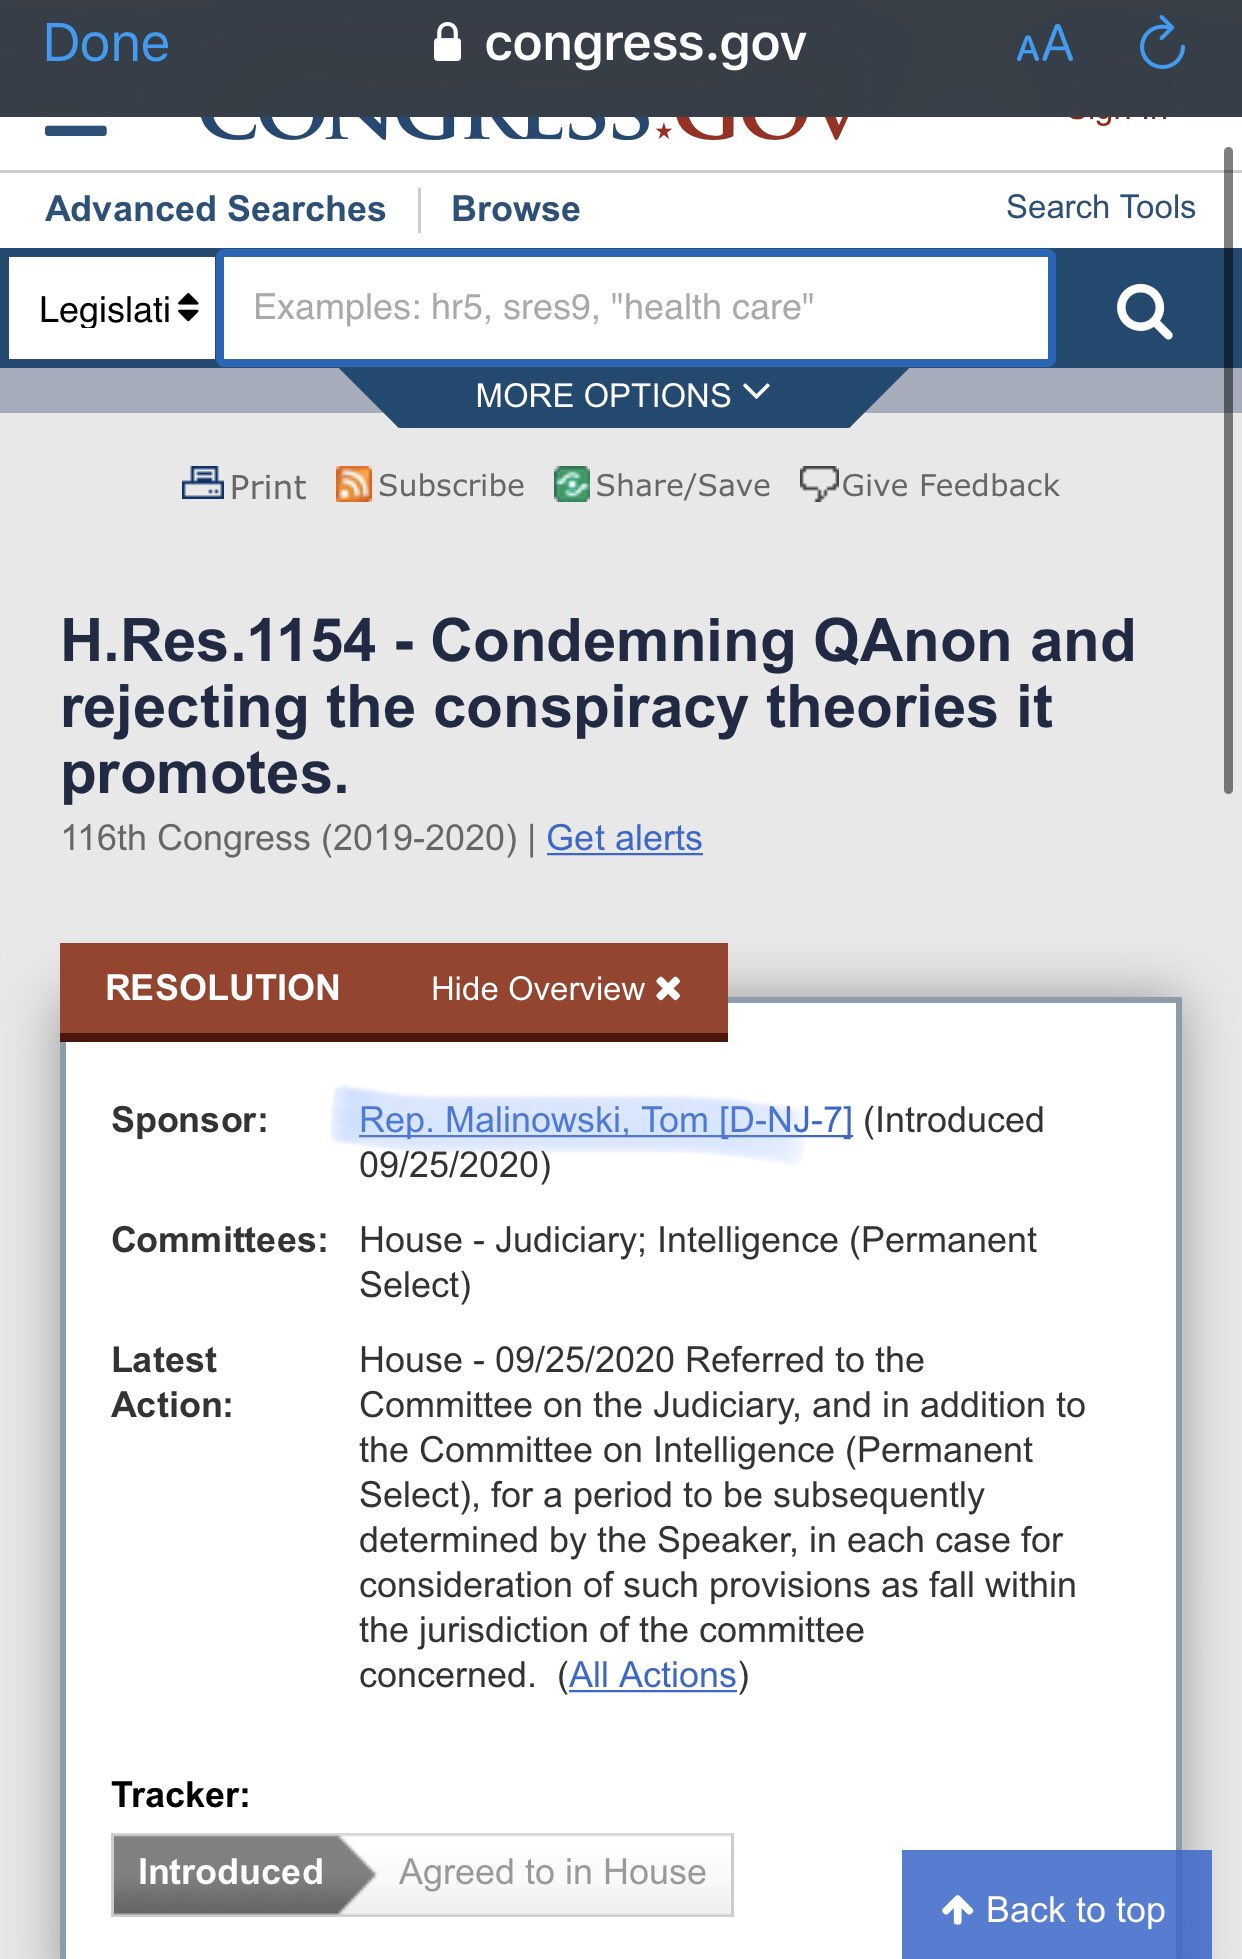 Done congress.gov AA
CONGRESS.GOV Sign In
Advanced Searches Browse Search Tools
Legislati Examples: hr5, sres9, "health care"
MORE OPTIONS
Print Subscribe Share/Save Give Feedback
H.Res.1154 - Condemning QAnon and
rejecting the conspiracy theories it
promotes.
116th Congress (2019-2020) | Get alerts
RESOLUTION Hide Overview
Sponsor: Rep. Malinowski, Tom [D-NJ-7] (Introduced
09/25/2020)
Committees: House - Judiciary; Intelligence (Permanent
Select)
Latest House - 09/25/2020 Referred to the
Action: Committee on the Judiciary, and in addition to
the Committee on Intelligence (Permanent
Select), for a period to be subsequently
determined by the Speaker, in each case for
consideration of such provisions as fall within
the jurisdiction of the committee
concerned. (All Actions)
Tracker:
Introduced Agreed to in House
Back to top